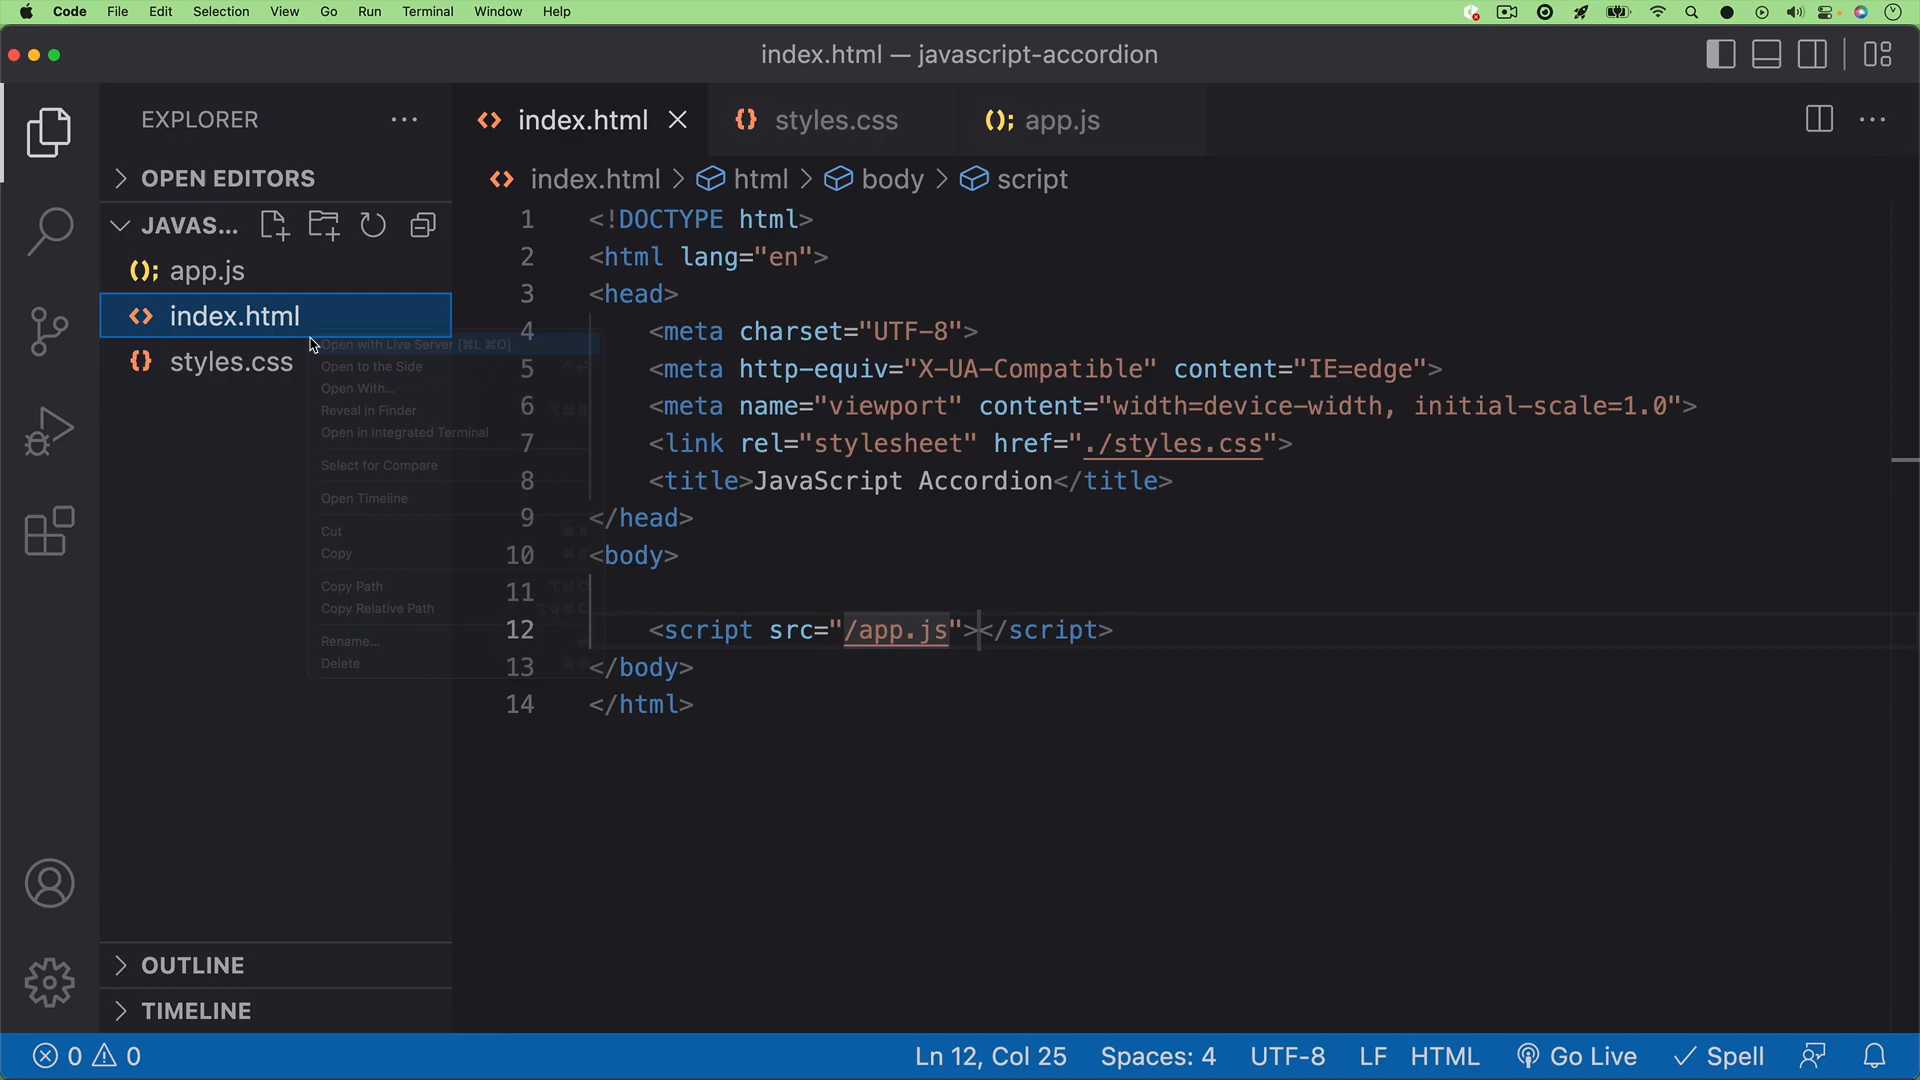 Code File Edit Selection View Go Run Terminal Window Help
index.html — javascript-accordion
EXPLORER
OPEN EDITORS
JAVAS...
app.js
index.html
styles.css
Open with Live Server [⌘L ⌘O]
Open to the Side
Open With...
Reveal in Finder ⌥⌘R
Open in Integrated Terminal
Select for Compare
Open Timeline
Cut ⌘X
Copy ⌘C
Copy Path ⌥⌘C
Copy Relative Path ⌥⇧⌘C
Rename...
Delete
OUTLINE
TIMELINE
index.html styles.css app.js
index.html > html > body > script
1 <!DOCTYPE html>
2 <html lang="en">
3 <head>
4 <meta charset="UTF-8">
5 <meta http-equiv="X-UA-Compatible" content="IE=edge">
6 <meta name="viewport" content="width=device-width, initial-scale=1.0">
7 <link rel="stylesheet" href="./styles.css">
8 <title>JavaScript Accordion</title>
9 </head>
10 <body>
11
12 <script src="/app.js"></script>
13 </body>
14 </html>
0 0 Ln 12, Col 25 Spaces: 4 UTF-8 LF HTML Go Live Spell